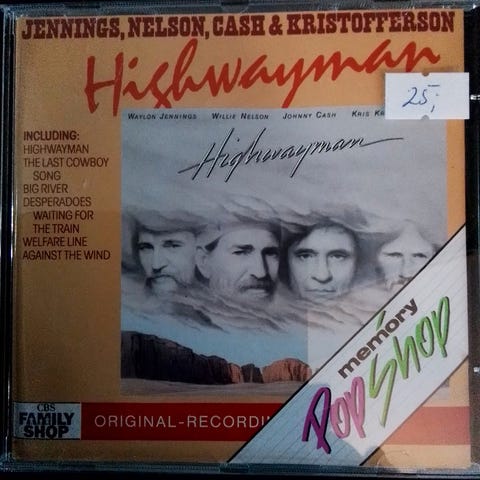 JENNINGS, NELSON, CASH & KRISTOFFERSON
Highwayman
25,-
WAYLON JENNINGS WILLIE NELSON JOHNNY CASH KRIS
Highwayman
INCLUDING:
HIGHWAYMAN
THE LAST COWBOY
SONG
BIG RIVER
DESPERADOES
WAITING FOR
THE TRAIN
WELFARE LINE
AGAINST THE WIND
memory
Pop Shop
CBS
FAMILY
SHOP
ORIGINAL-RECORDIN